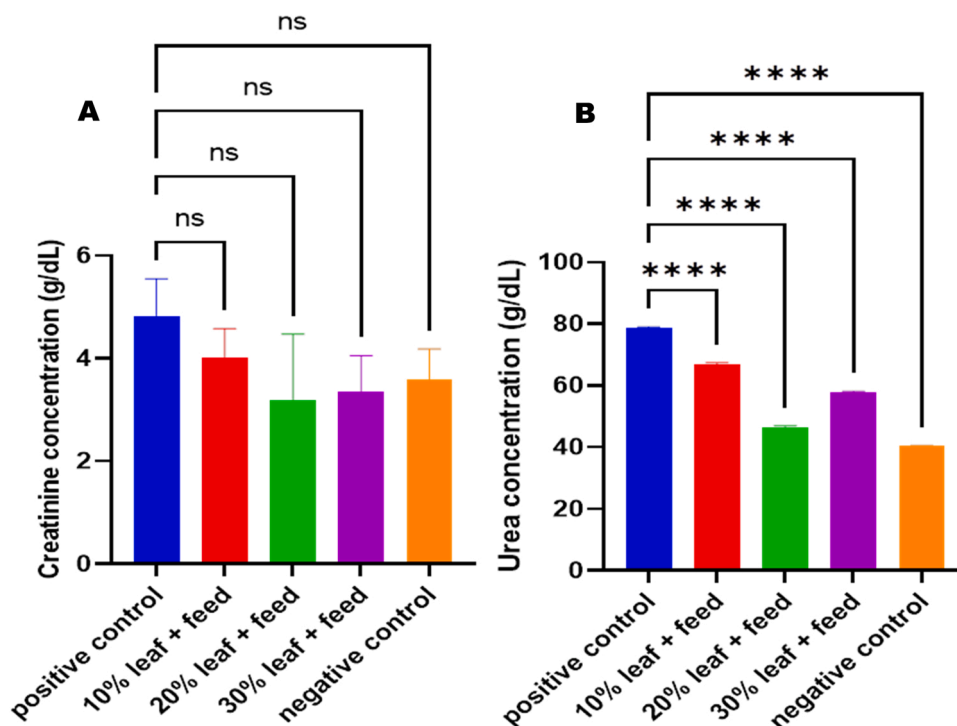 A
ns
ns
ns
ns
Creatinine concentration (g/dL)
6
4
2
0
positive control
10% leaf + feed
20% leaf + feed
30% leaf + feed
negative control
B
****
****
****
****
Urea concentration (g/dL)
100
80
60
40
20
0
positive control
10% leaf + feed
20% leaf + feed
30% leaf + feed
negative control